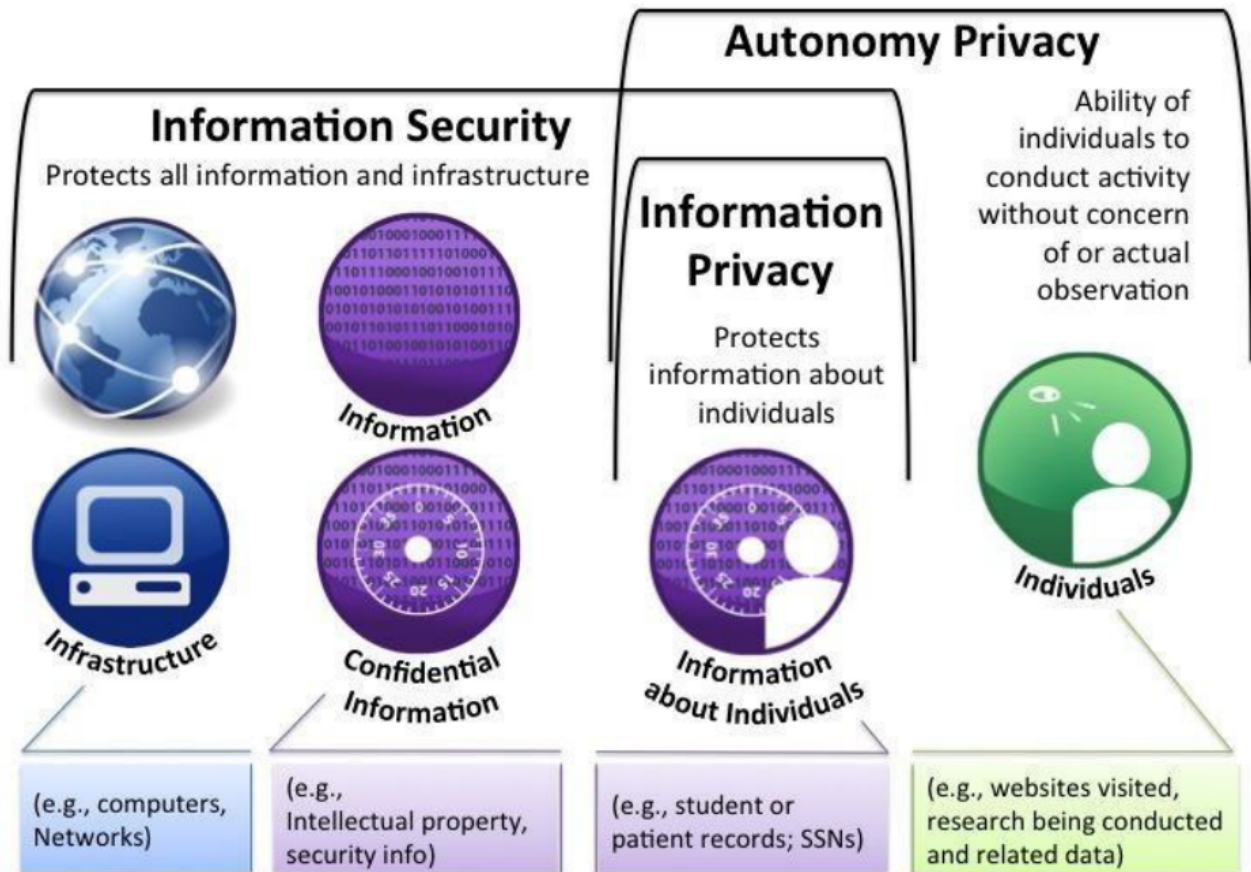 Autonomy Privacy
Ability of
individuals to
conduct activity
without concern
of or actual
observation
Information Security
Protects all information and infrastructure
Information
Privacy
Protects
information about
individuals
Information
Infrastructure
Confidential
Information
Information
about Individuals
Individuals
(e.g., computers,
Networks)
(e.g.,
Intellectual property,
security info)
(e.g., student or
patient records; SSNs)
(e.g., websites visited,
research being conducted
and related data)